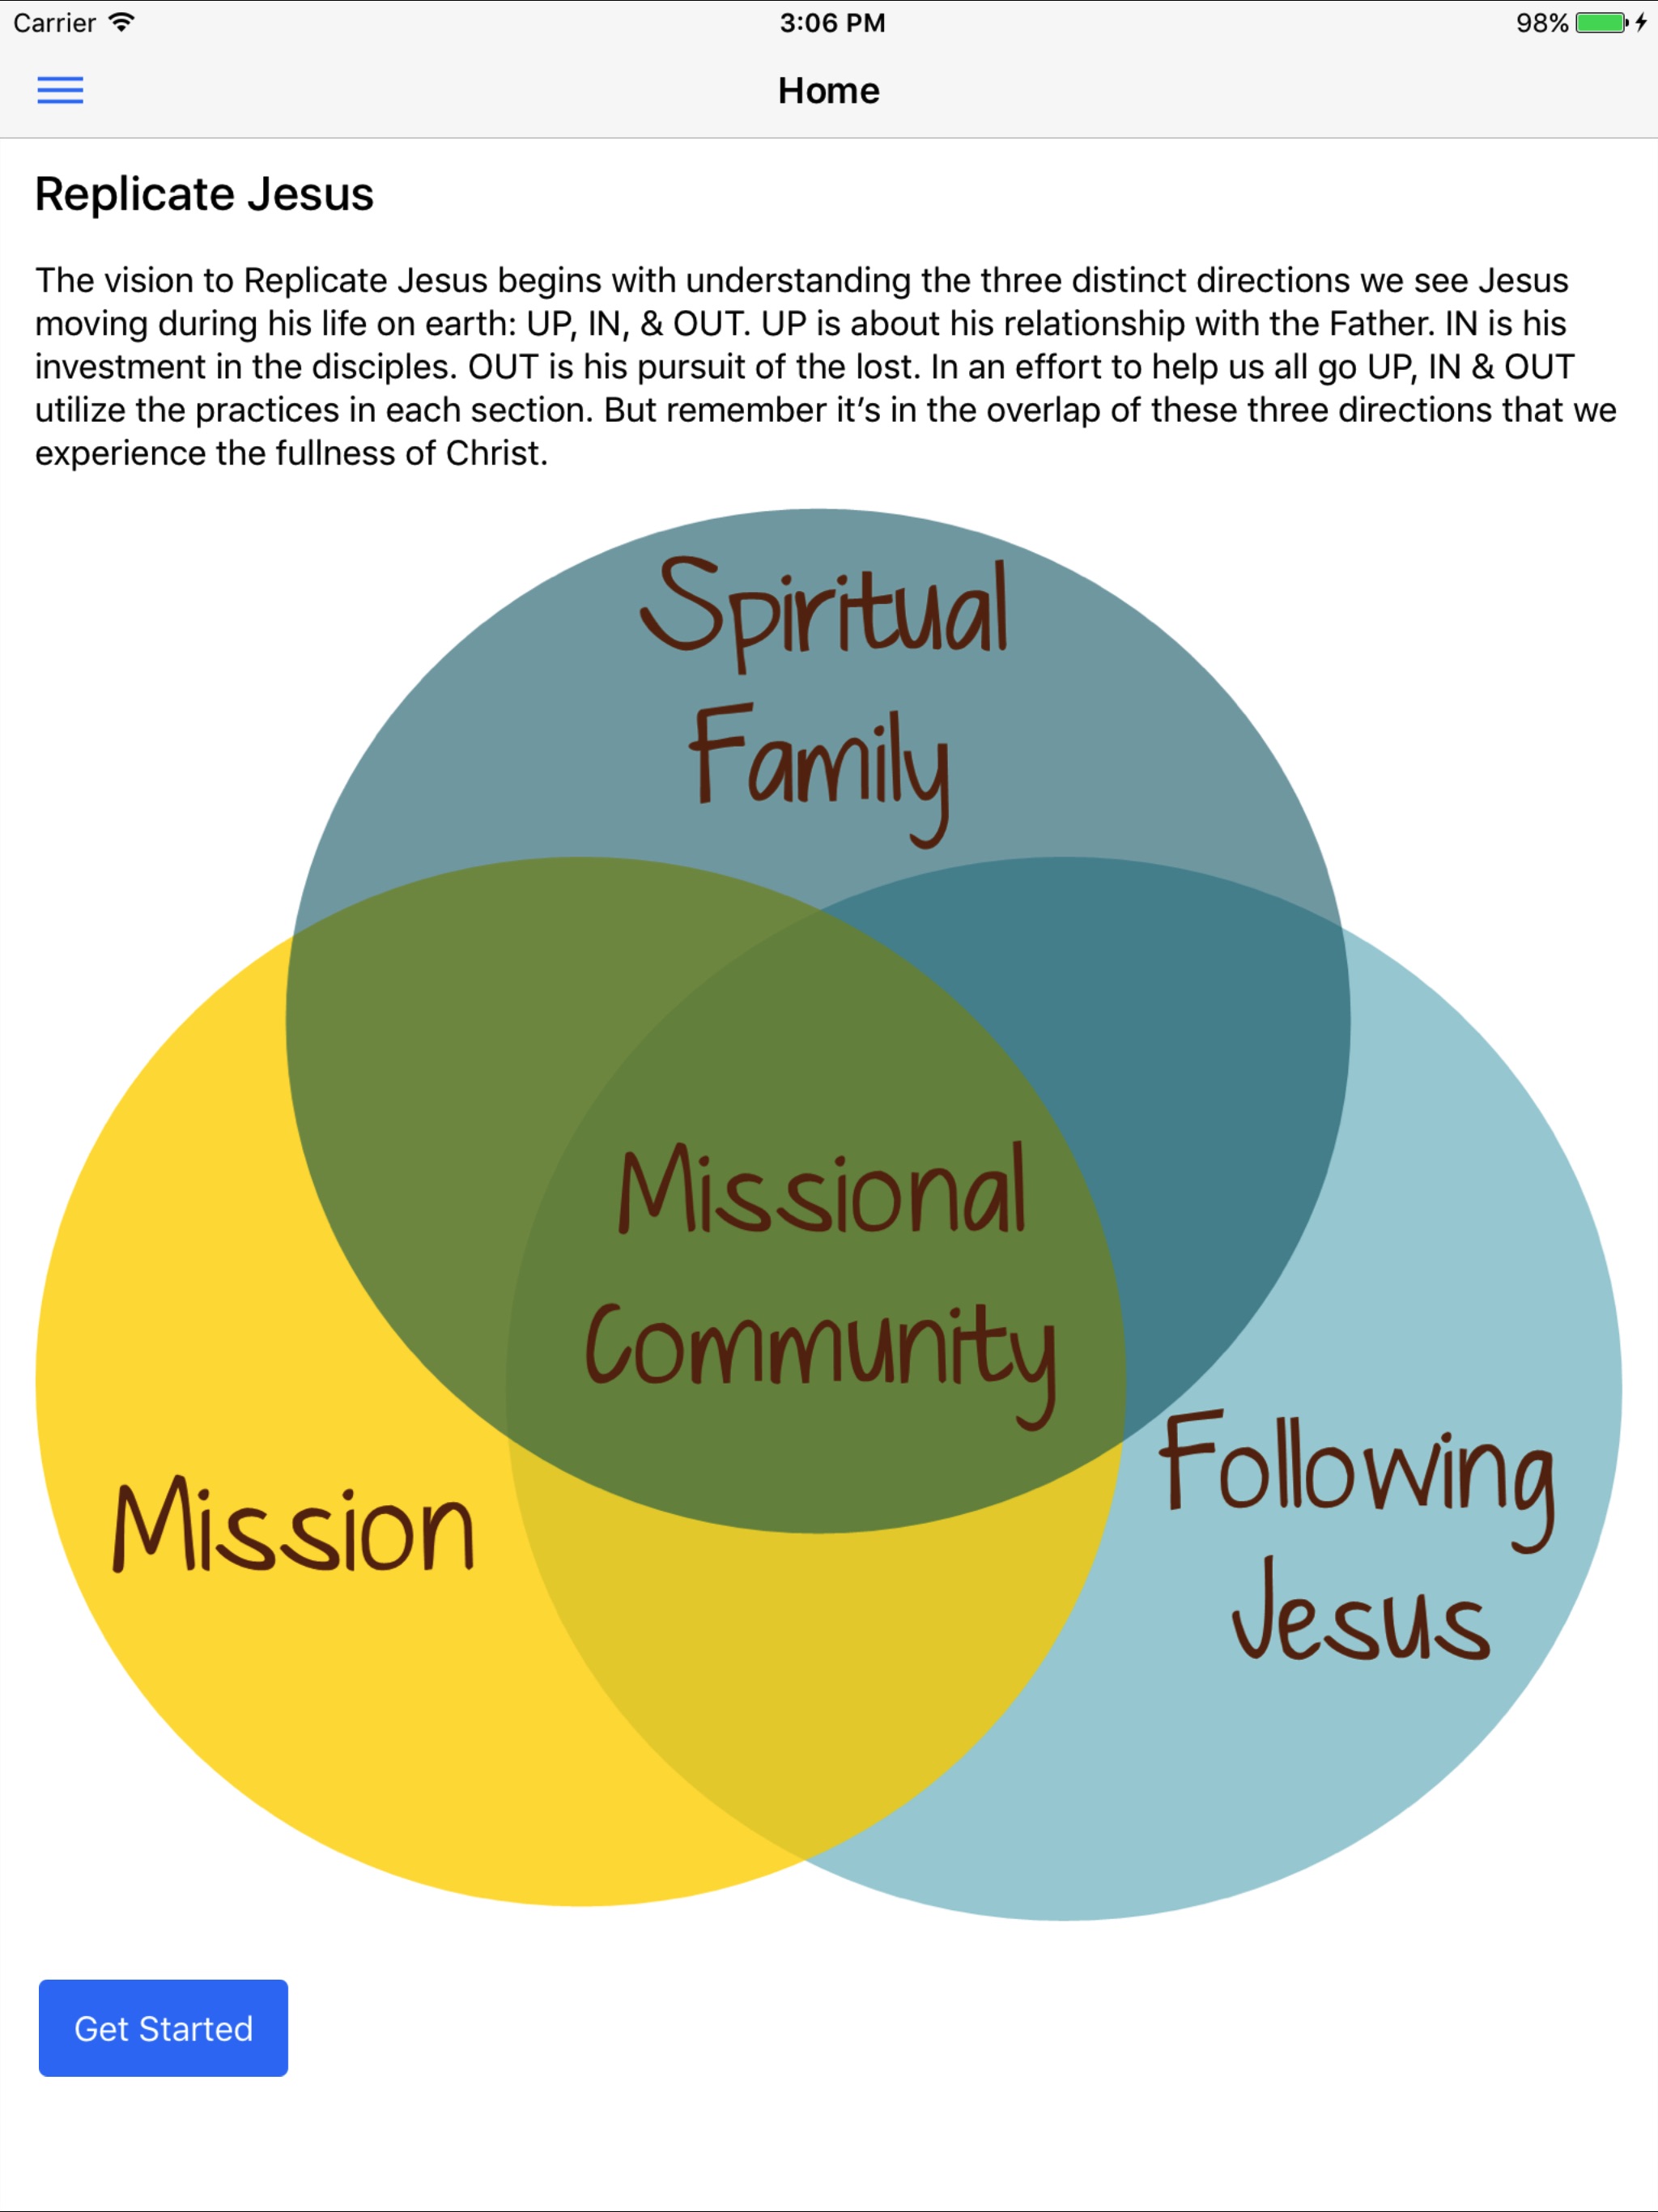 Carrier 3:06 PM 98%
Home
Replicate Jesus
The vision to Replicate Jesus begins with understanding the three distinct directions we see Jesus
moving during his life on earth: UP, IN, & OUT. UP is about his relationship with the Father. IN is his
investment in the disciples. OUT is his pursuit of the lost. In an effort to help us all go UP, IN & OUT
utilize the practices in each section. But remember it’s in the overlap of these three directions that we
experience the fullness of Christ.
Spiritual
Family
Missional
Community
Mission
Following
Jesus
Get Started